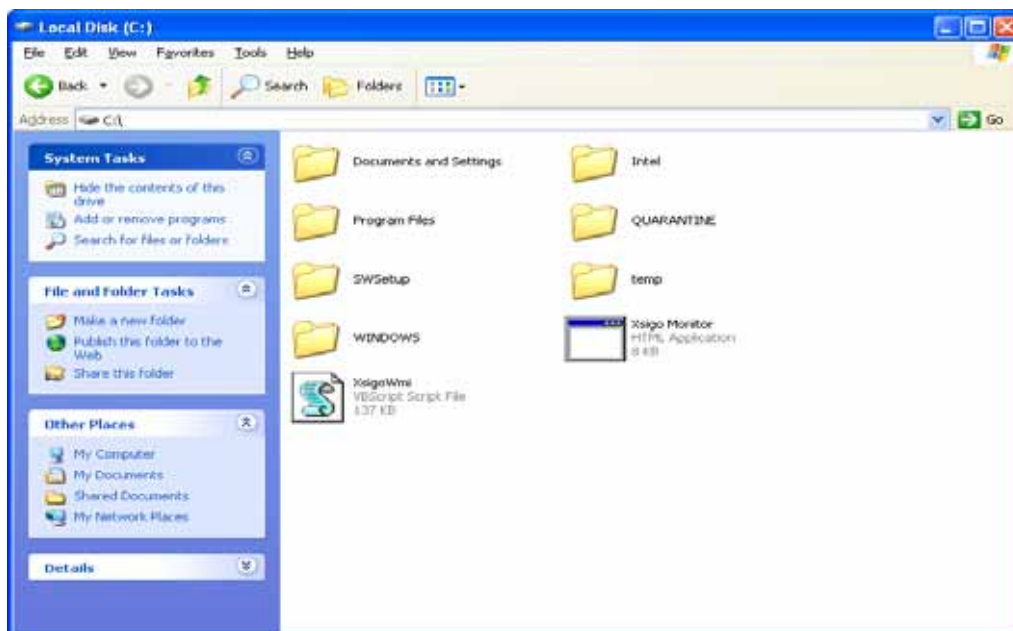 Local Disk (C:)
File Edit View Favorites Tools Help
Back Search Folders
Address C:\ Go
System Tasks
Hide the contents of this
drive
Add or remove programs
Search for files or folders
File and Folder Tasks
Make a new folder
Publish this folder to the
Web
Share this folder
Other Places
My Computer
My Documents
Shared Documents
My Network Places
Details
Documents and Settings
Intel
Program Files
QUARANTINE
SWSetup
temp
WINDOWS
Xsigo Monitor
HTML Application
8 KB
XsigoWmi
VBScript Script File
137 KB